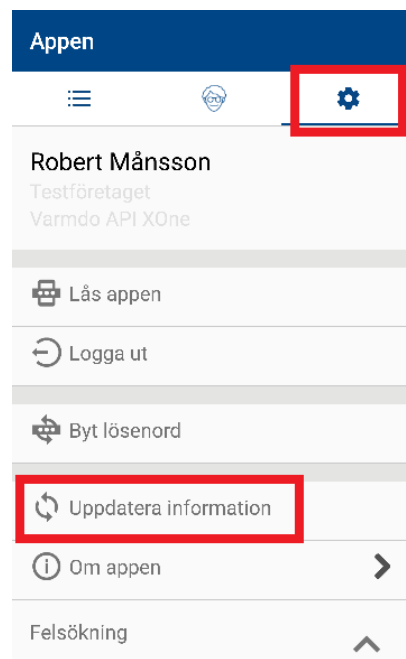 Appen
Robert Månsson
Testföretaget
Varmdo API XOne
Lås appen
Logga ut
Byt lösenord
Uppdatera information
Om appen
Felsökning